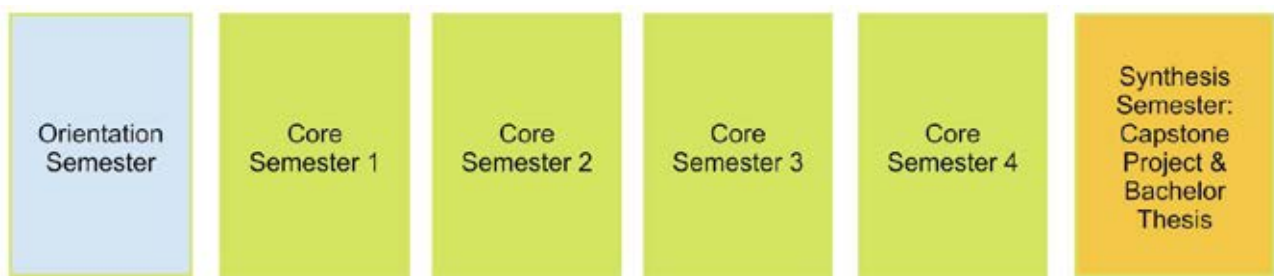 Orientation
Semester
Core
Semester 1
Core
Semester 2
Core
Semester 3
Core
Semester 4
Synthesis
Semester:
Capstone
Project &
Bachelor
Thesis